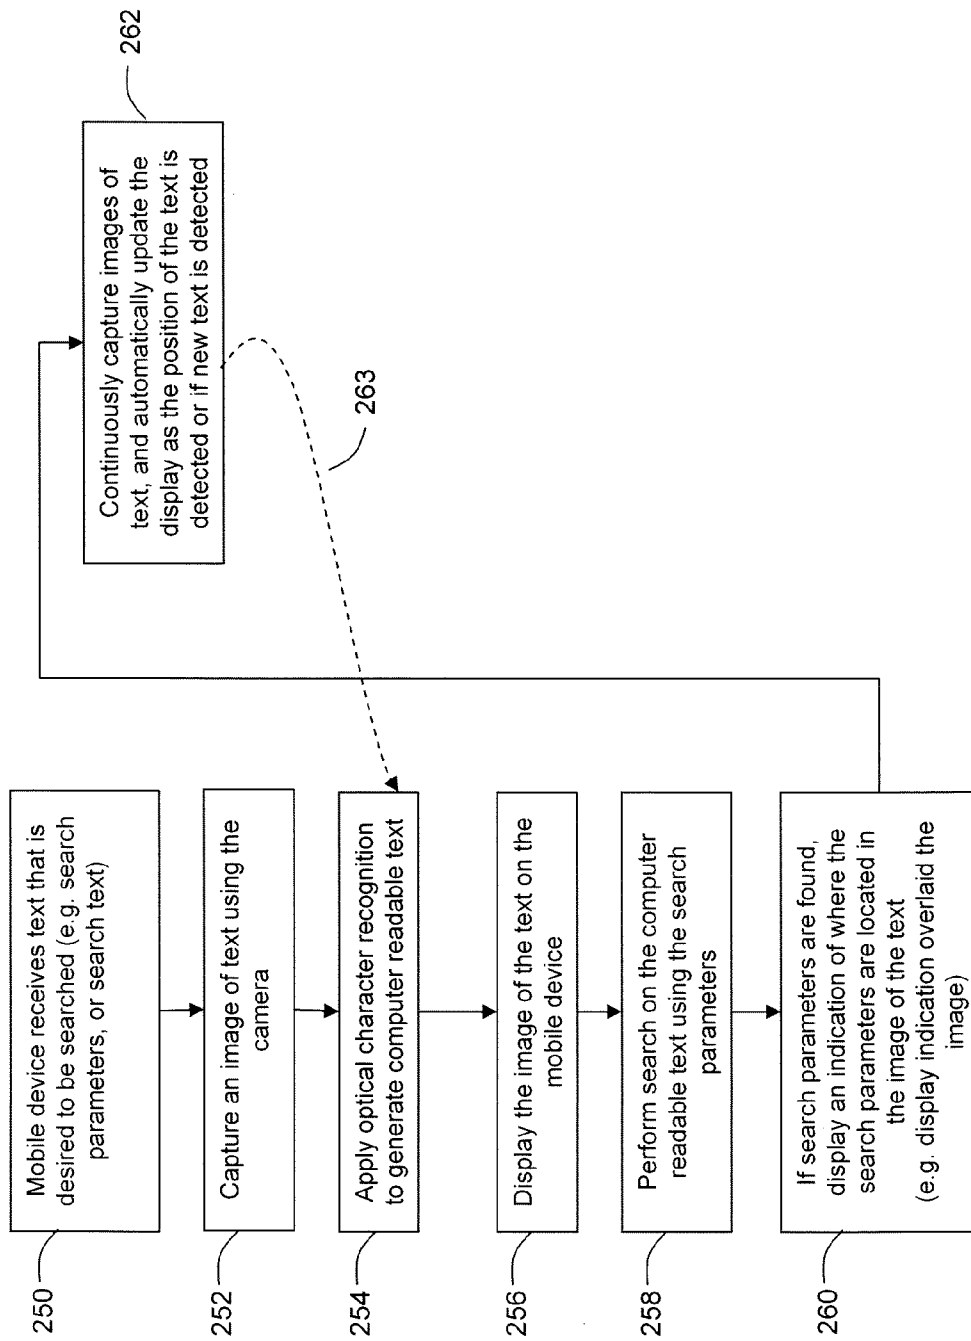 250
Mobile device receives text that is
desired to be searched (e.g. search
parameters, or search text)
252
Capture an image of text using the
camera
254
Apply optical character recognition
to generate computer readable text
256
Display the image of the text on the
mobile device
258
Perform search on the computer
readable text using the search
parameters
260
If search parameters are found,
display an indication of where the
search parameters are located in
the image of the text
(e.g. display indication overlaid the
image)
262
Continuously capture images of
text, and automatically update the
display as the position of the text is
detected or if new text is detected
263